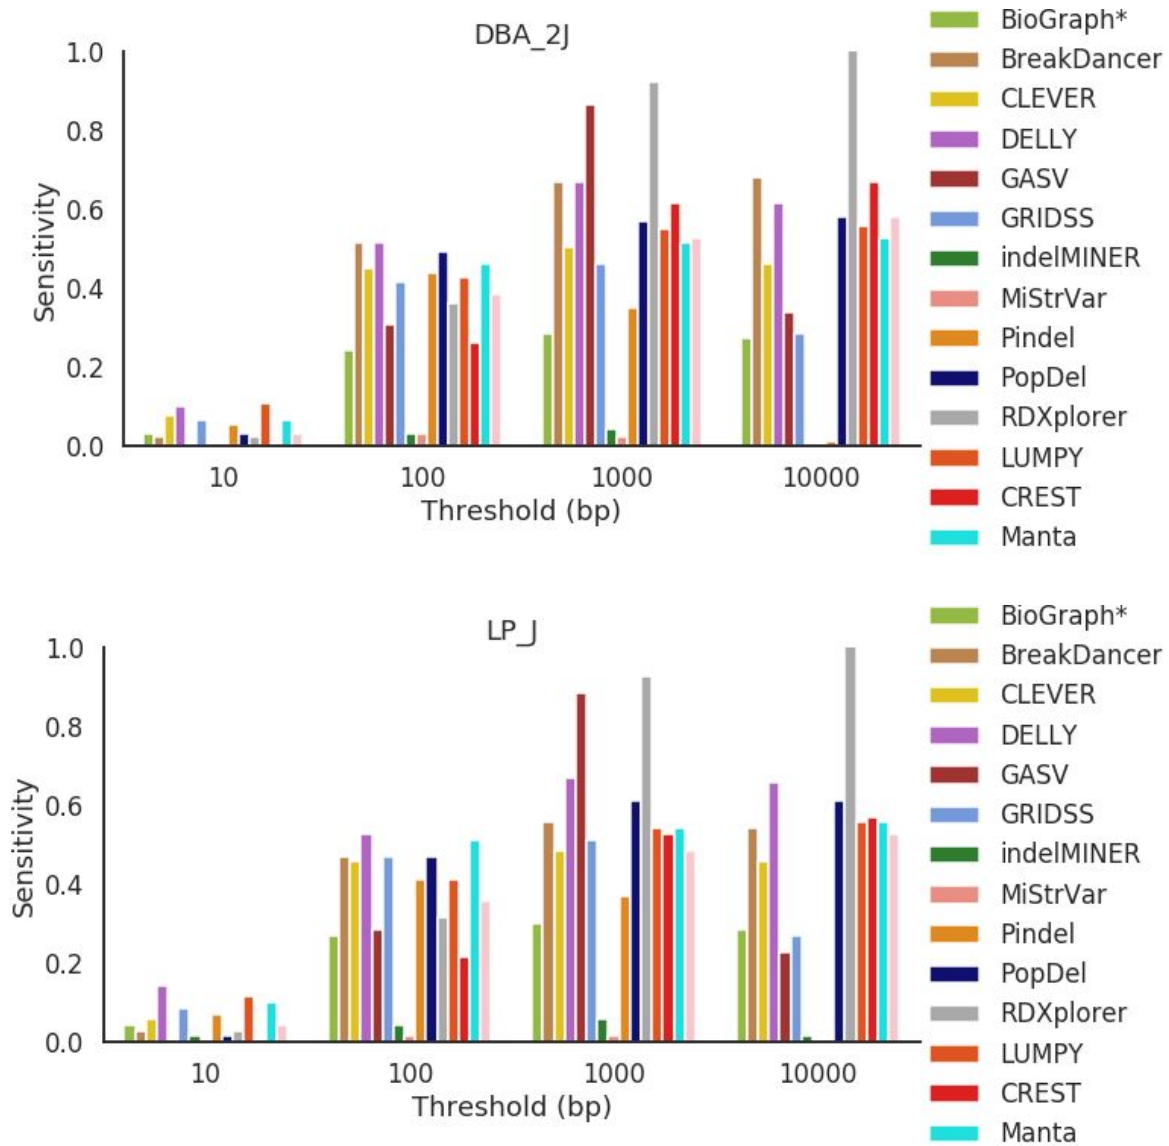 DBA_2J
1.0
0.8
0.6
0.4
0.2
0.0
Sensitivity
10 100 1000 10000
Threshold (bp)
BioGraph*
BreakDancer
CLEVER
DELLY
GASV
GRIDSS
indelMINER
MiStrVar
Pindel
PopDel
RDXplorer
LUMPY
CREST
Manta
LP_J
1.0
0.8
0.6
0.4
0.2
0.0
Sensitivity
10 100 1000 10000
Threshold (bp)
BioGraph*
BreakDancer
CLEVER
DELLY
GASV
GRIDSS
indelMINER
MiStrVar
Pindel
PopDel
RDXplorer
LUMPY
CREST
Manta